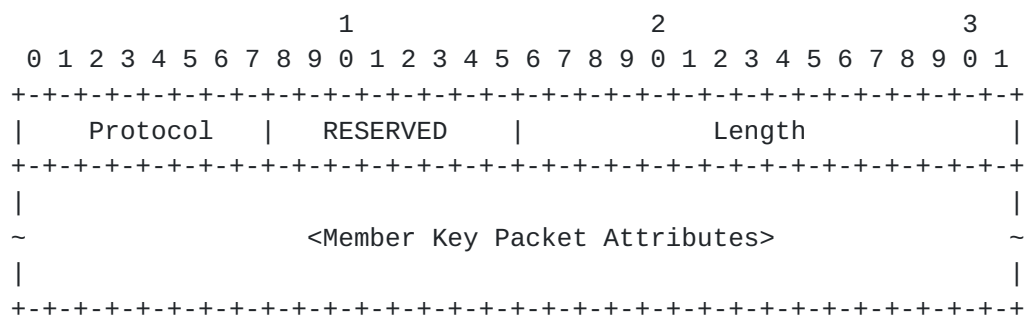 1                   2                   3
 0 1 2 3 4 5 6 7 8 9 0 1 2 3 4 5 6 7 8 9 0 1 2 3 4 5 6 7 8 9 0 1
+-+-+-+-+-+-+-+-+-+-+-+-+-+-+-+-+-+-+-+-+-+-+-+-+-+-+-+-+-+-+-+-+
|    Protocol   |   RESERVED    |            Length             |
+-+-+-+-+-+-+-+-+-+-+-+-+-+-+-+-+-+-+-+-+-+-+-+-+-+-+-+-+-+-+-+-+
|                                                               |
~                  <Member Key Packet Attributes>               ~
|                                                               |
+-+-+-+-+-+-+-+-+-+-+-+-+-+-+-+-+-+-+-+-+-+-+-+-+-+-+-+-+-+-+-+-+